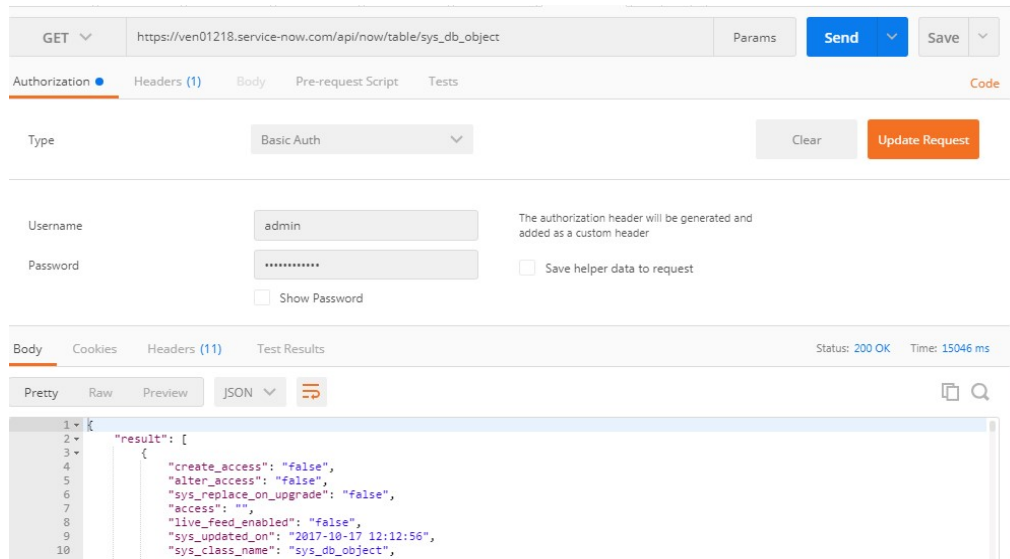 GET https://ven01218.service-now.com/api/now/table/sys_db_object Params Send Save
Authorization Headers (1) Body Pre-request Script Tests Code
Type Basic Auth Clear Update Request
Username admin The authorization header will be generated and
added as a custom header
Password •••••••••••• Save helper data to request
Show Password
Body Cookies Headers (11) Test Results Status: 200 OK Time: 15046 ms
Pretty Raw Preview JSON
1 {
2 "result": [
3 {
4 "create_access": "false",
5 "alter_access": "false",
6 "sys_replace_on_upgrade": "false",
7 "access": "",
8 "live_feed_enabled": "false",
9 "sys_updated_on": "2017-10-17 12:12:56",
10 "sys_class_name": "sys_db_object",